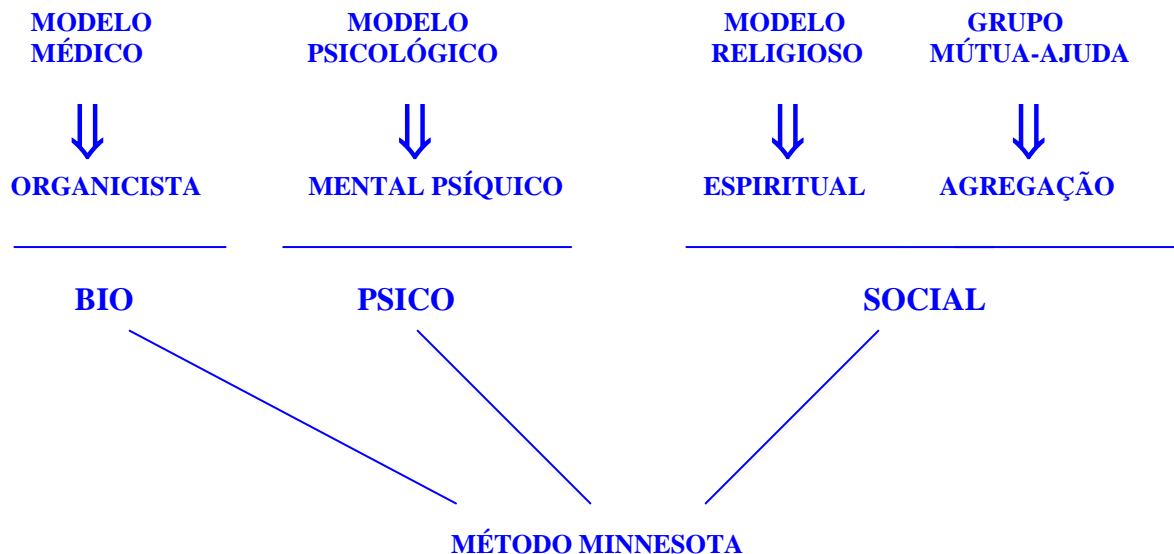 MODELO MÉDICO
MODELO PSICOLÓGICO
MODELO RELIGIOSO
GRUPO MÚTUA-AJUDA
ORGANICISTA
MENTAL PSÍQUICO
ESPIRITUAL
AGREGAÇÃO
BIO
PSICO
SOCIAL
MÉTODO MINNESOTA